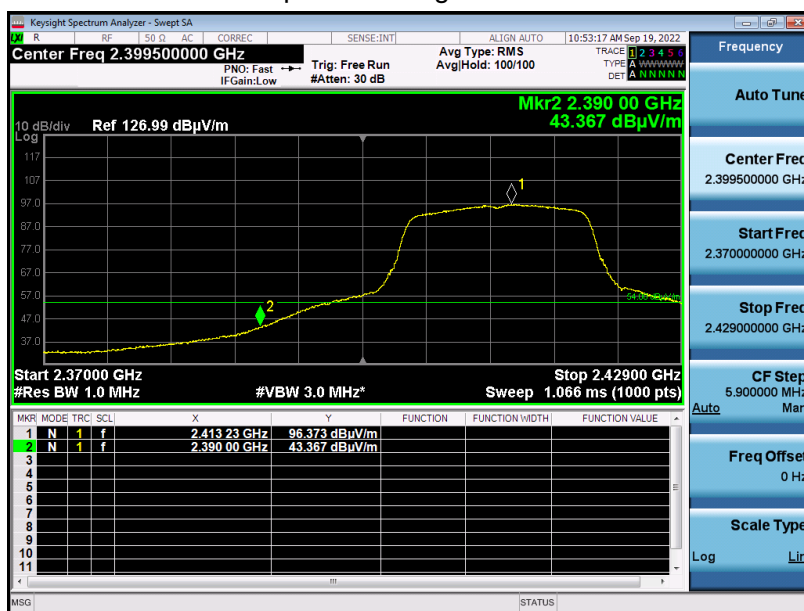 Keysight Spectrum Analyzer - Swept SA
LXI R RF 50 Ω AC CORREC SENSE:INT ALIGN AUTO 10:53:17 AM Sep 19, 2022
Center Freq 2.399500000 GHz
PNO: Fast
IFGain:Low
Trig: Free Run
#Atten: 30 dB
Avg Type: RMS
Avg|Hold: 100/100
TRACE 1 2 3 4 5 6
TYPE A WWWWW
DET A N N N N N
Mkr2 2.390 00 GHz
43.367 dBµV/m
10 dB/div Ref 126.99 dBµV/m
Log
117
107
97.0
87.0
77.0
67.0
57.0
47.0
37.0
1
2
Start 2.37000 GHz Stop 2.42900 GHz
#Res BW 1.0 MHz #VBW 3.0 MHz* Sweep 1.066 ms (1000 pts)
MKR MODE TRC SCL X Y FUNCTION FUNCTION WIDTH FUNCTION VALUE
1 N 1 f 2.413 23 GHz 96.373 dBµV/m
2 N 1 f 2.390 00 GHz 43.367 dBµV/m
3
4
5
6
7
8
9
10
11
MSG STATUS
Frequency
Auto Tune
Center Freq
2.399500000 GHz
Start Freq
2.370000000 GHz
Stop Freq
2.429000000 GHz
CF Step
5.900000 MHz
Auto Man
Freq Offset
0 Hz
Scale Type
Log Lin